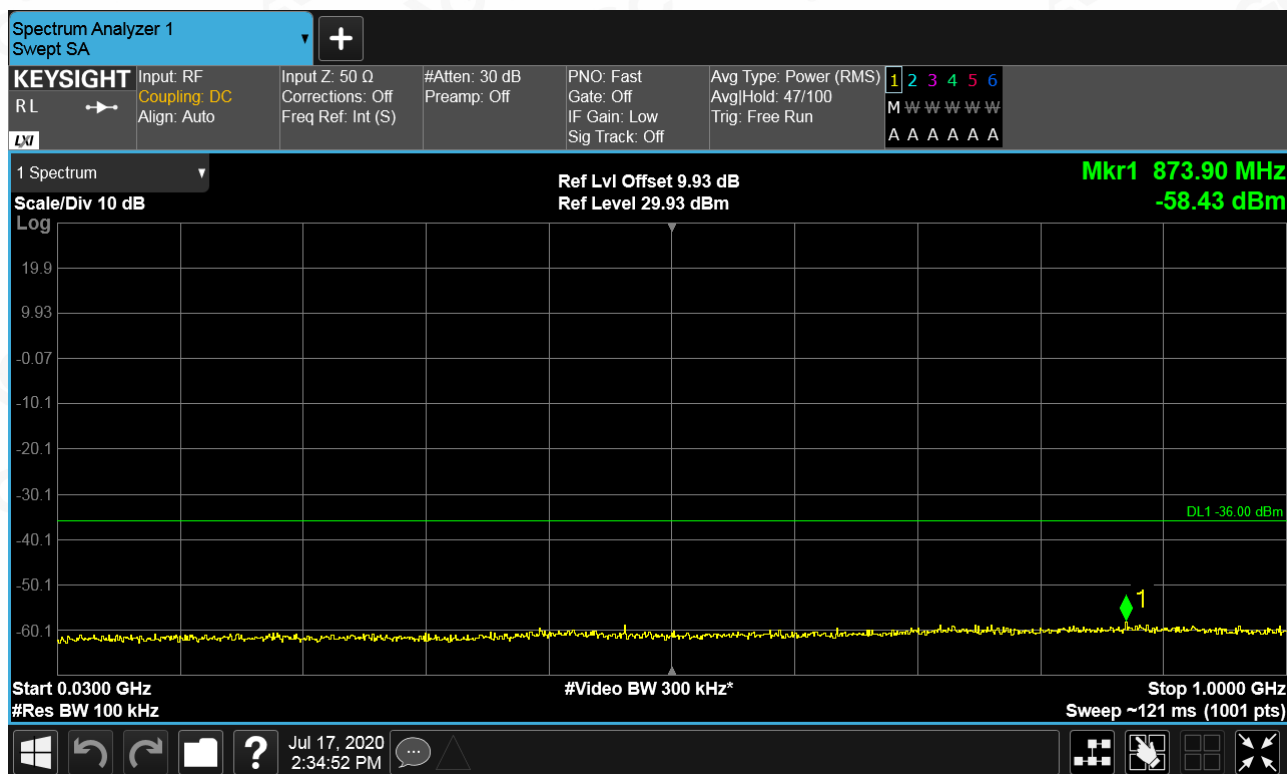 Spectrum Analyzer 1
Swept SA
KEYSIGHT
RL
LXI
Input: RF
Coupling: DC
Align: Auto
Input Z: 50 Ω
Corrections: Off
Freq Ref: Int (S)
#Atten: 30 dB
Preamp: Off
PNO: Fast
Gate: Off
IF Gain: Low
Sig Track: Off
Avg Type: Power (RMS)
Avg|Hold: 47/100
Trig: Free Run
1 2 3 4 5 6
M W W W W W
A A A A A A
1 Spectrum
Scale/Div 10 dB
Ref Lvl Offset 9.93 dB
Ref Level 29.93 dBm
Mkr1 873.90 MHz
-58.43 dBm
Log
19.9
9.93
-0.07
-10.1
-20.1
-30.1
DL1 -36.00 dBm
-40.1
-50.1
1
-60.1
Start 0.0300 GHz
#Video BW 300 kHz*
Stop 1.0000 GHz
#Res BW 100 kHz
Sweep ~121 ms (1001 pts)
?
Jul 17, 2020
2:34:52 PM